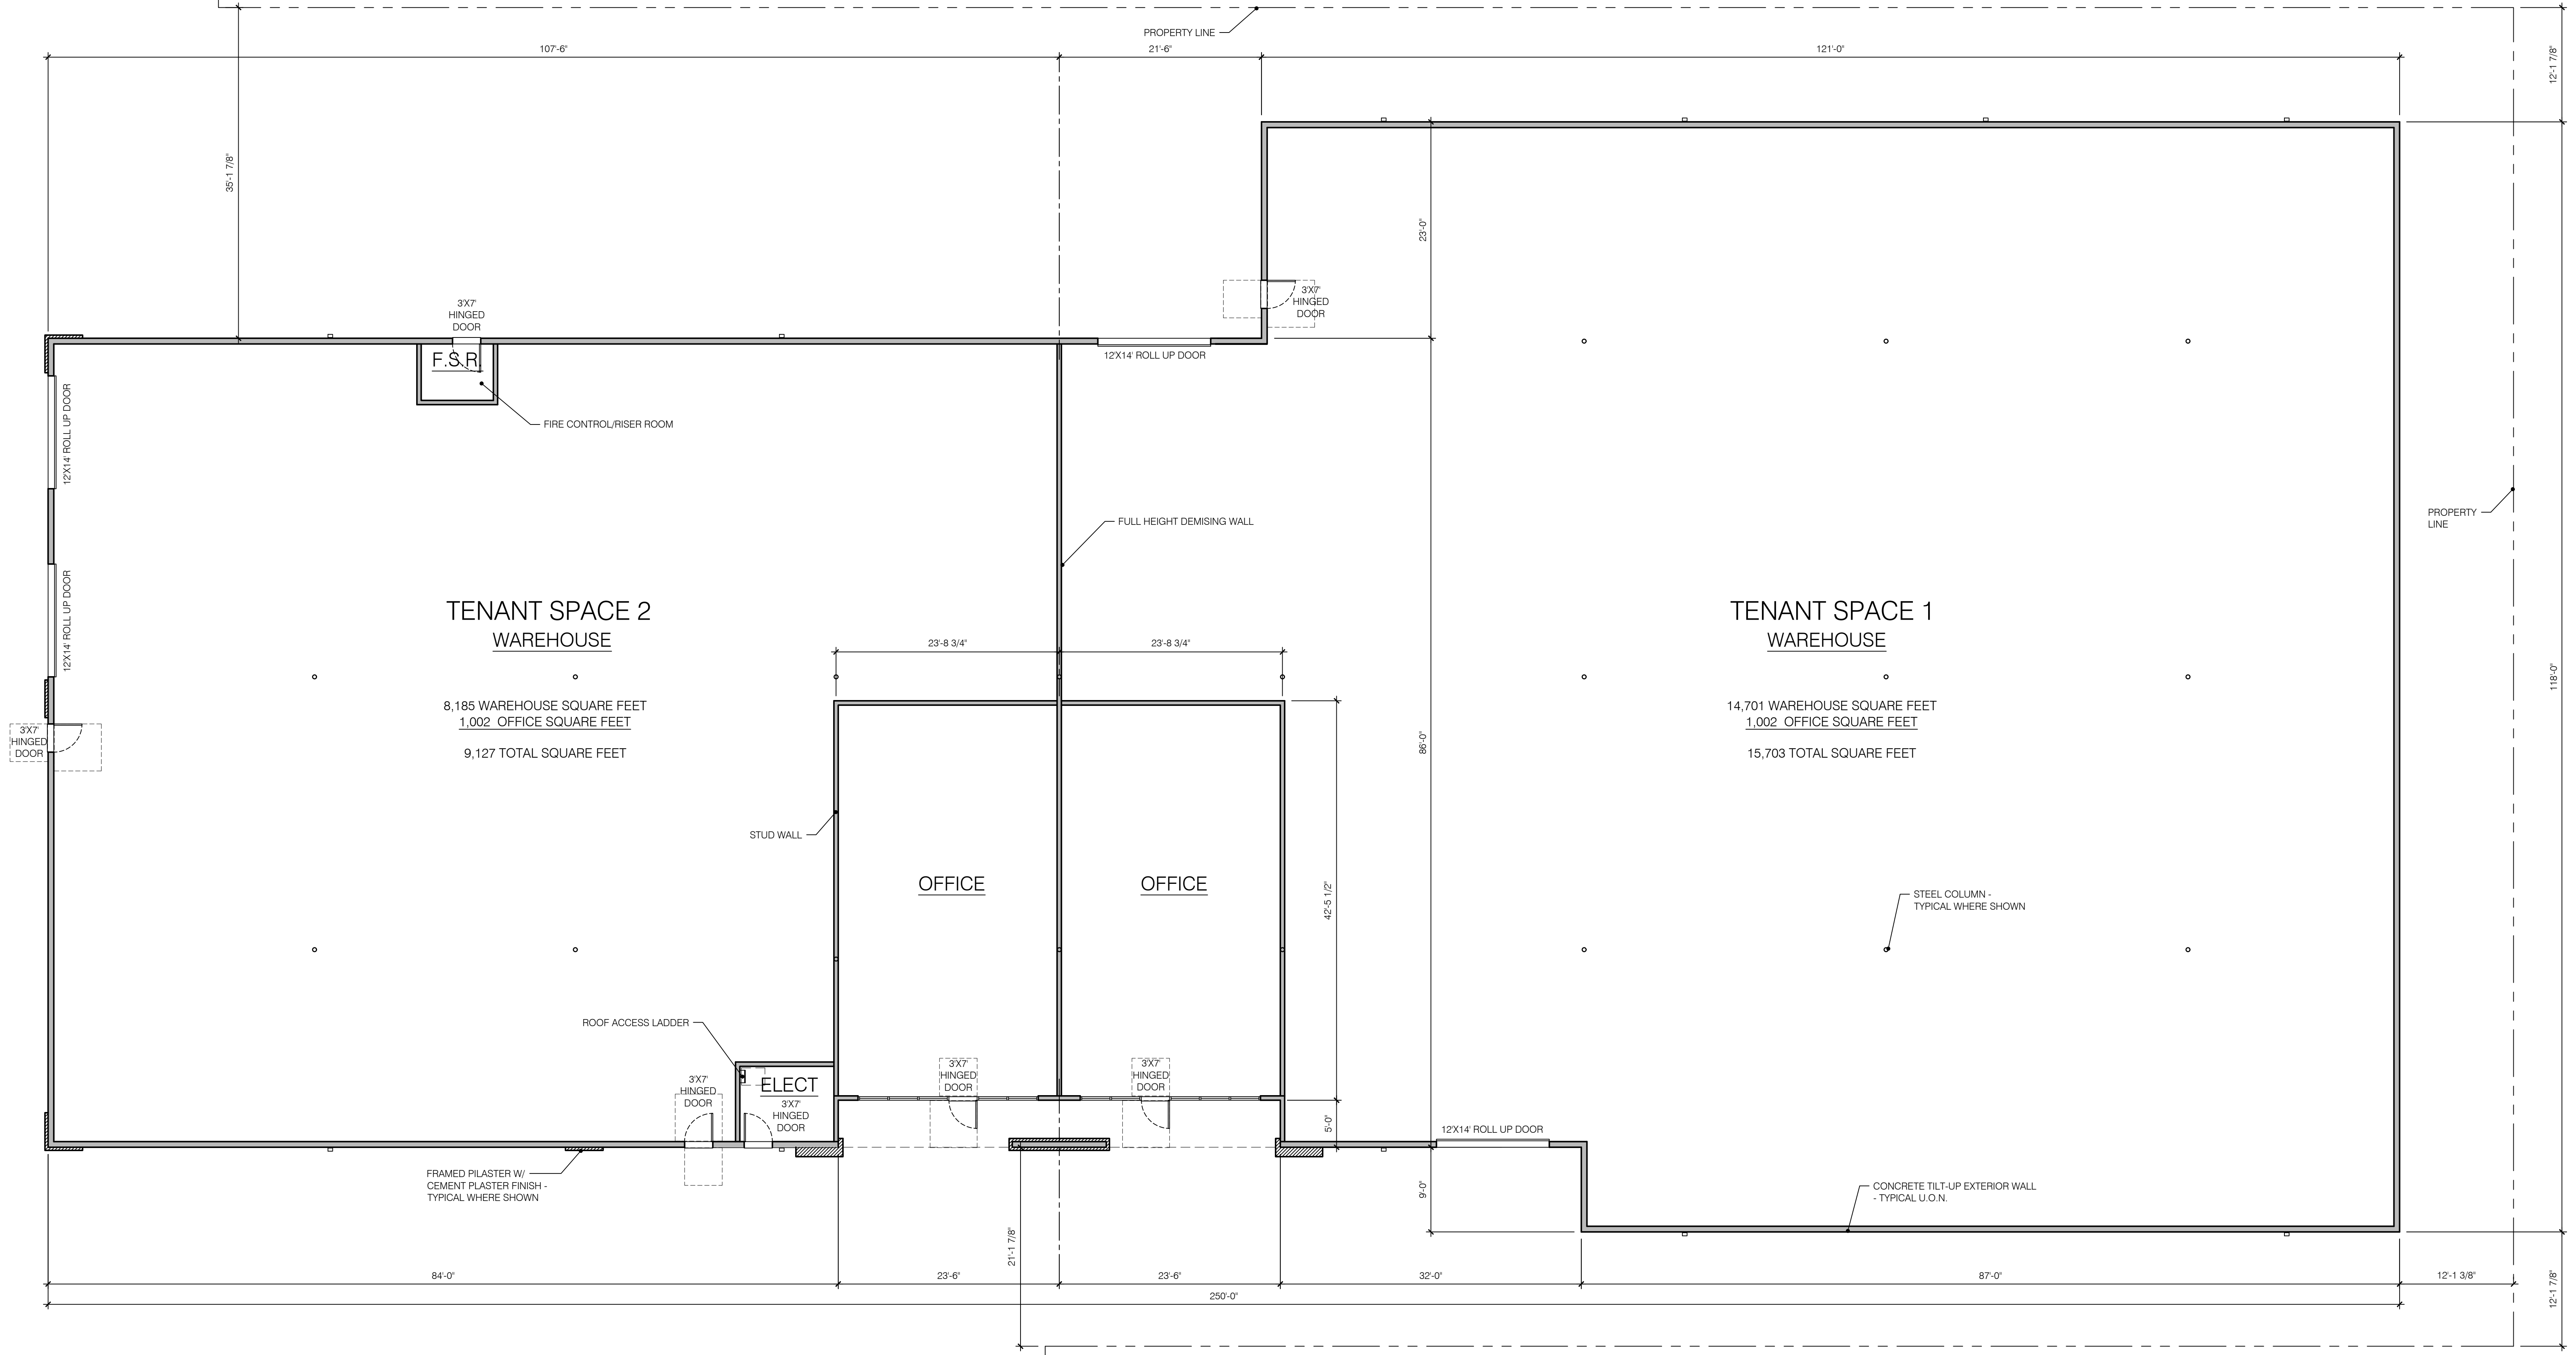 PROPERTY LINE
107'-6"
21'-6"
121'-0"
12'-1 7/8"
35'-1 7/8"
23'-0"
3'X7'
HINGED
DOOR
3'X7'
HINGED
DOOR
F.S.R.
12'X14' ROLL UP DOOR
12'X14' ROLL UP DOOR
FIRE CONTROL/RISER ROOM
PROPERTY
LINE
FULL HEIGHT DEMISING WALL
12'X14' ROLL UP DOOR
TENANT SPACE 2
WAREHOUSE
TENANT SPACE 1
WAREHOUSE
23'-8 3/4"
23'-8 3/4"
118'-0"
8,185 WAREHOUSE SQUARE FEET
1,002 OFFICE SQUARE FEET
9,127 TOTAL SQUARE FEET
14,701 WAREHOUSE SQUARE FEET
1,002 OFFICE SQUARE FEET
15,703 TOTAL SQUARE FEET
3'X7'
HINGED
DOOR
86'-0"
STUD WALL
OFFICE
OFFICE
42'-5 1/2"
STEEL COLUMN -
TYPICAL WHERE SHOWN
ROOF ACCESS LADDER
3'X7'
HINGED
DOOR
ELECT
3'X7'
HINGED
DOOR
3'X7'
HINGED
DOOR
3'X7'
HINGED
DOOR
5'-0"
12'X14' ROLL UP DOOR
FRAMED PILASTER W/
CEMENT PLASTER FINISH -
TYPICAL WHERE SHOWN
9'-0"
CONCRETE TILT-UP EXTERIOR WALL
- TYPICAL U.O.N.
21'-1 7/8"
84'-0"
23'-6"
23'-6"
32'-0"
87'-0"
12'-1 3/8"
12'-1 7/8"
250'-0"